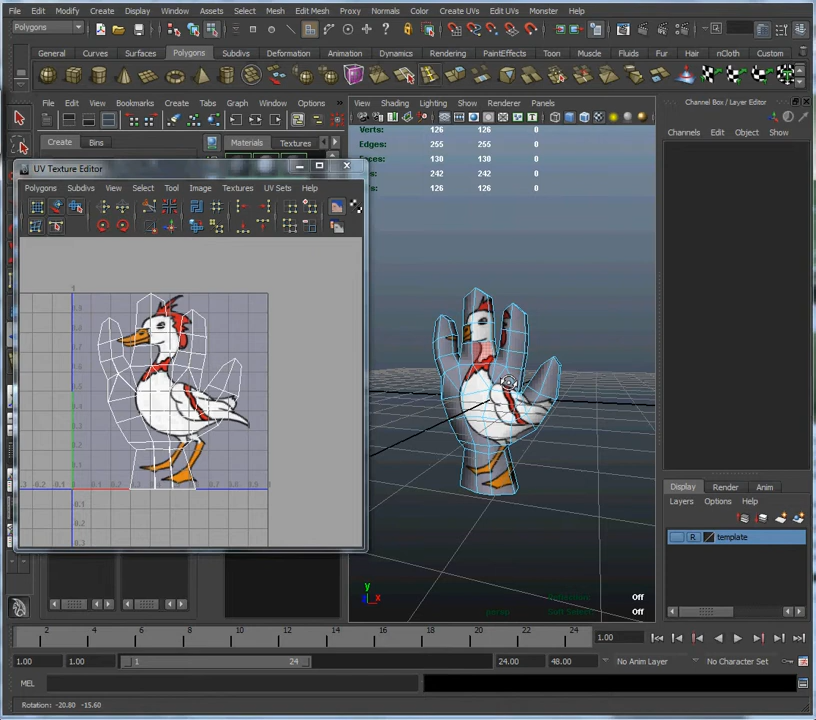 File Edit Modify Create Display Window Assets Select Mesh Edit Mesh Proxy Normals Color Create UVs Edit UVs Monster Help
Polygons
General Curves Surfaces Polygons Subdivs Deformation Animation Dynamics Rendering PaintEffects Toon Muscle Fluids Fur Hair nCloth Custom
File Edit View Bookmarks Create Tabs Graph Window Options
View Shading Lighting Show Renderer Panels
Channel Box / Layer Editor
Channels Edit Object Show
Create Bins
Materials Textures
Verts: 126 126 0
Edges: 255 255 0
Faces: 130 130 0
242 242 0
126 126 0
UV Texture Editor
Polygons Subdivs View Select Tool Image Textures UV Sets Help
Display Render Anim
Layers Options Help
R template
y
x
Off
Off
persp
2 4 6 8 10 12 14 16 18 20 22 24
1.00
1.00 1.00 1 24 24.00 48.00 No Anim Layer No Character Set
MEL
Rotation: -20.80 -15.60